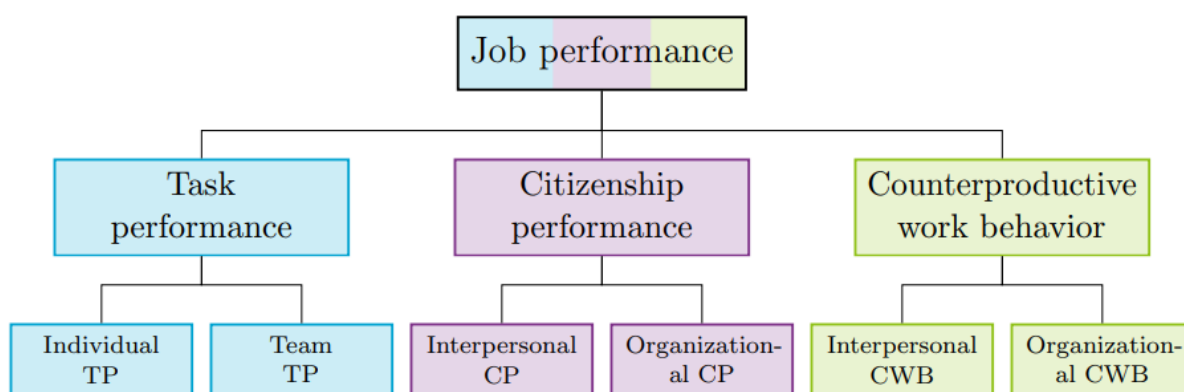 Job performance
Task
performance
Citizenship
performance
Counterproductive
work behavior
Individual
TP
Team
TP
Interpersonal
CP
Organization-
al CP
Interpersonal
CWB
Organization-
al CWB